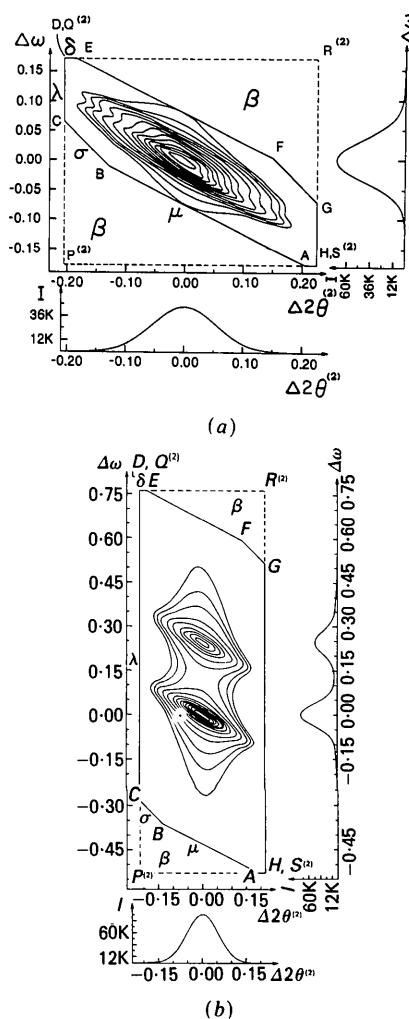 Δω D,Q(2) δ E R(2) Δω
0.15 β
0.10 λ
0.05 C F
0.00 σ
-0.05 B G
-0.10 μ
-0.15 β P(2) A H,S(2)
-0.20 -0.10 0.00 0.10 0.20 I 60K 36K 12K
I Δ2θ(2)
36K
12K
-0.20 -0.10 0.00 0.10 0.20
Δ2θ(2)
(a)
Δω D, Q(2) R(2) Δω
0·75 δ E β 0·75
0·60 F 0·60
G
0·45 0·45
0·30 0·30
0·15 λ 0·15
0·00 0·00
-0·15 -0·15
-0·30 C
σ B
-0·45 β μ -0·45
P(2) A H, S(2)
-0·15 0·00 0·15 I 60K 12K
I Δ2θ(2)
60K
12K
-0·15 0·00 0·15 Δ2θ(2)
(b)